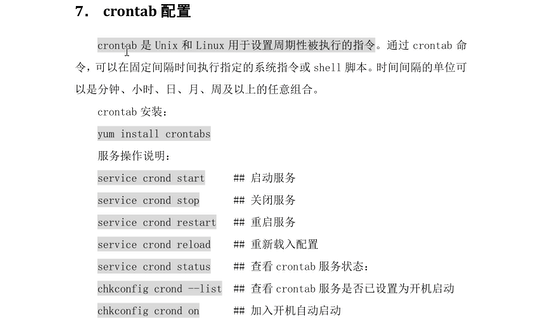 7. crontab 配置
crontab 是 Unix 和 Linux 用于设置周期性被执行的指令。通过 crontab 命
令，可以在固定间隔时间执行指定的系统指令或 shell 脚本。时间间隔的单位可
以是分钟、小时、日、月、周及以上的任意组合。
crontab 安装：
yum install crontabs
服务操作说明：
service crond start ## 启动服务
service crond stop ## 关闭服务
service crond restart ## 重启服务
service crond reload ## 重新载入配置
service crond status ## 查看 crontab 服务状态：
chkconfig crond --list ## 查看 crontab 服务是否已设置为开机启动
chkconfig crond on ## 加入开机自动启动